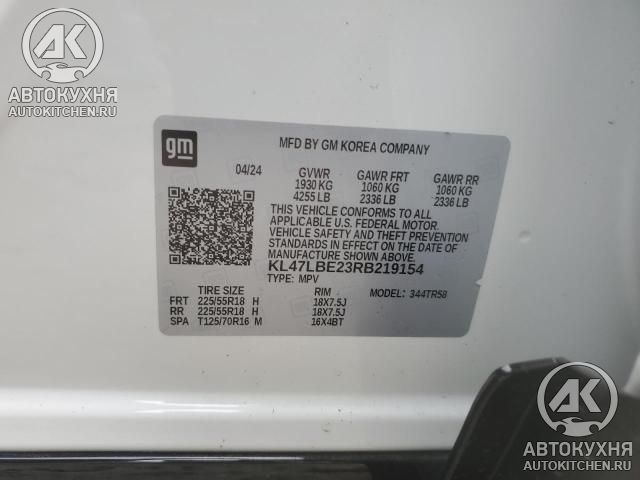 AK
АВТОКУХНЯ
AUTOKITCHEN.RU
gm
MFD BY GM KOREA COMPANY
04/24 GVWR GAWR FRT GAWR RR
1930 KG 1060 KG 1060 KG
4255 LB 2336 LB 2336 LB
THIS VEHICLE CONFORMS TO ALL
APPLICABLE U.S. FEDERAL MOTOR
VEHICLE SAFETY AND THEFT PREVENTION
STANDARDS IN EFFECT ON THE DATE OF
MANUFACTURE SHOWN ABOVE.
KL47LBE23RB219154
TYPE: MPV
TIRE SIZE RIM MODEL: 344TR58
FRT 225/55R18 H 18X7.5J
RR 225/55R18 H 18X7.5J
SPA T125/70R16 M 16X4BT
AK
АВТОКУХНЯ
AUTOKITCHEN.RU